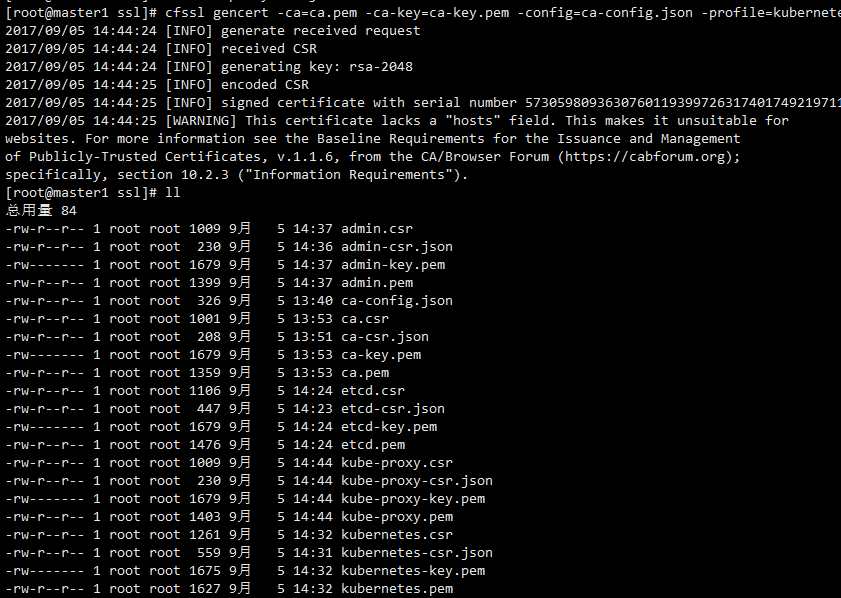 [root@master1 ssl]# cfssl gencert -ca=ca.pem -ca-key=ca-key.pem -config=ca-config.json -profile=kubernete
2017/09/05 14:44:24 [INFO] generate received request
2017/09/05 14:44:24 [INFO] received CSR
2017/09/05 14:44:24 [INFO] generating key: rsa-2048
2017/09/05 14:44:25 [INFO] encoded CSR
2017/09/05 14:44:25 [INFO] signed certificate with serial number 573059809363076011939972631740174921971
2017/09/05 14:44:25 [WARNING] This certificate lacks a "hosts" field. This makes it unsuitable for
websites. For more information see the Baseline Requirements for the Issuance and Management
of Publicly-Trusted Certificates, v.1.1.6, from the CA/Browser Forum (https://cabforum.org);
specifically, section 10.2.3 ("Information Requirements").
[root@master1 ssl]# ll
总用量 84
-rw-r--r-- 1 root root 1009 9月   5 14:37 admin.csr
-rw-r--r-- 1 root root  230 9月   5 14:36 admin-csr.json
-rw------- 1 root root 1679 9月   5 14:37 admin-key.pem
-rw-r--r-- 1 root root 1399 9月   5 14:37 admin.pem
-rw-r--r-- 1 root root  326 9月   5 13:40 ca-config.json
-rw-r--r-- 1 root root 1001 9月   5 13:53 ca.csr
-rw-r--r-- 1 root root  208 9月   5 13:51 ca-csr.json
-rw------- 1 root root 1679 9月   5 13:53 ca-key.pem
-rw-r--r-- 1 root root 1359 9月   5 13:53 ca.pem
-rw-r--r-- 1 root root 1106 9月   5 14:24 etcd.csr
-rw-r--r-- 1 root root  447 9月   5 14:23 etcd-csr.json
-rw------- 1 root root 1679 9月   5 14:24 etcd-key.pem
-rw-r--r-- 1 root root 1476 9月   5 14:24 etcd.pem
-rw-r--r-- 1 root root 1009 9月   5 14:44 kube-proxy.csr
-rw-r--r-- 1 root root  230 9月   5 14:44 kube-proxy-csr.json
-rw------- 1 root root 1679 9月   5 14:44 kube-proxy-key.pem
-rw-r--r-- 1 root root 1403 9月   5 14:44 kube-proxy.pem
-rw-r--r-- 1 root root 1261 9月   5 14:32 kubernetes.csr
-rw-r--r-- 1 root root  559 9月   5 14:31 kubernetes-csr.json
-rw------- 1 root root 1675 9月   5 14:32 kubernetes-key.pem
-rw-r--r-- 1 root root 1627 9月   5 14:32 kubernetes.pem